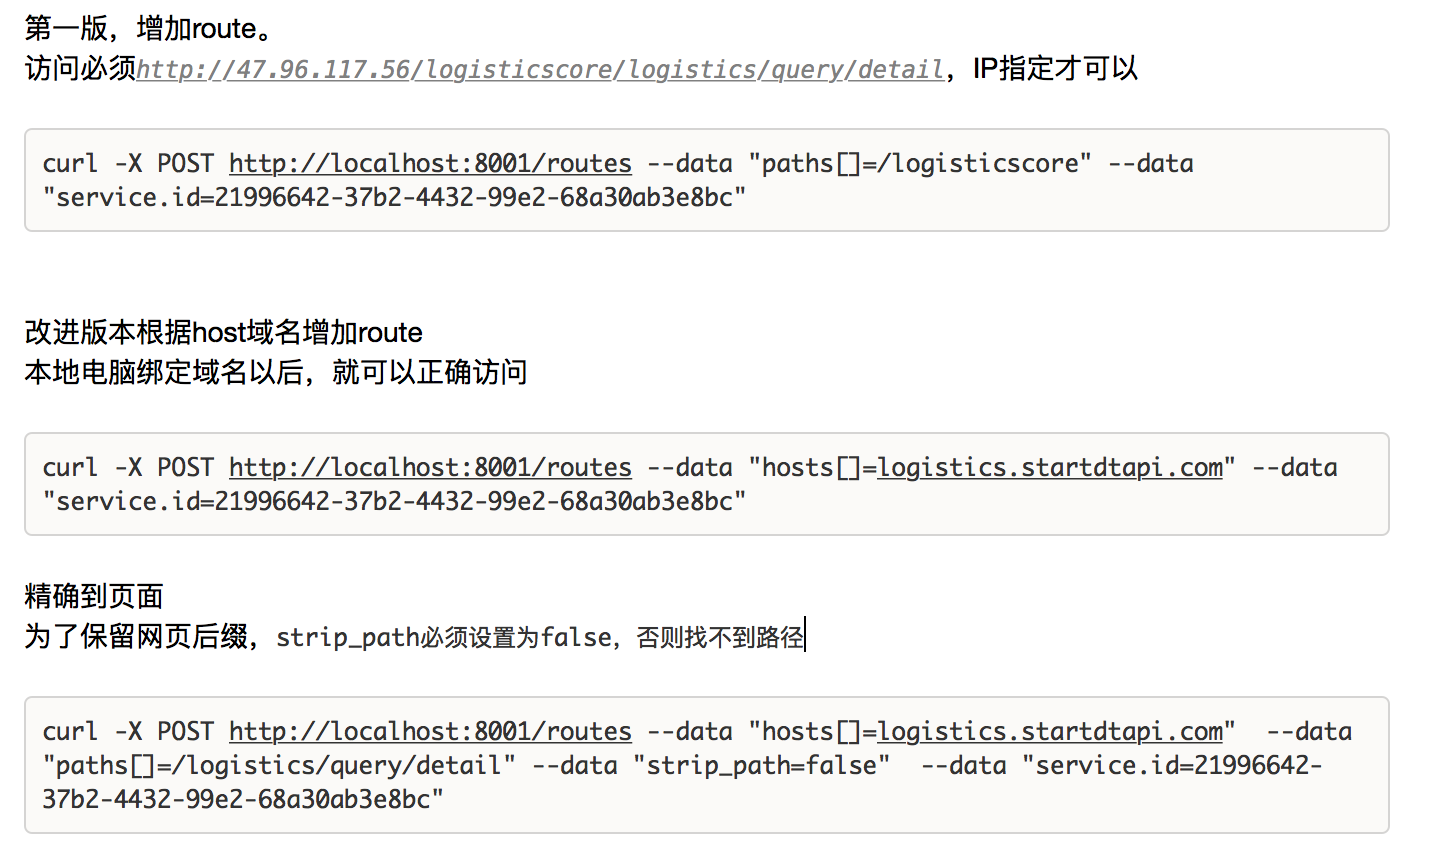 第一版，增加route。
访问必须http://47.96.117.56/logisticscore/logistics/query/detail，IP指定才可以
curl -X POST http://localhost:8001/routes --data "paths[]=/logisticscore" --data
"service.id=21996642-37b2-4432-99e2-68a30ab3e8bc"
改进版本根据host域名增加route
本地电脑绑定域名以后，就可以正确访问
curl -X POST http://localhost:8001/routes --data "hosts[]=logistics.startdtapi.com" --data
"service.id=21996642-37b2-4432-99e2-68a30ab3e8bc"
精确到页面
为了保留网页后缀，strip_path必须设置为false，否则找不到路径
curl -X POST http://localhost:8001/routes --data "hosts[]=logistics.startdtapi.com"  --data
"paths[]=/logistics/query/detail" --data "strip_path=false"  --data "service.id=21996642-
37b2-4432-99e2-68a30ab3e8bc"